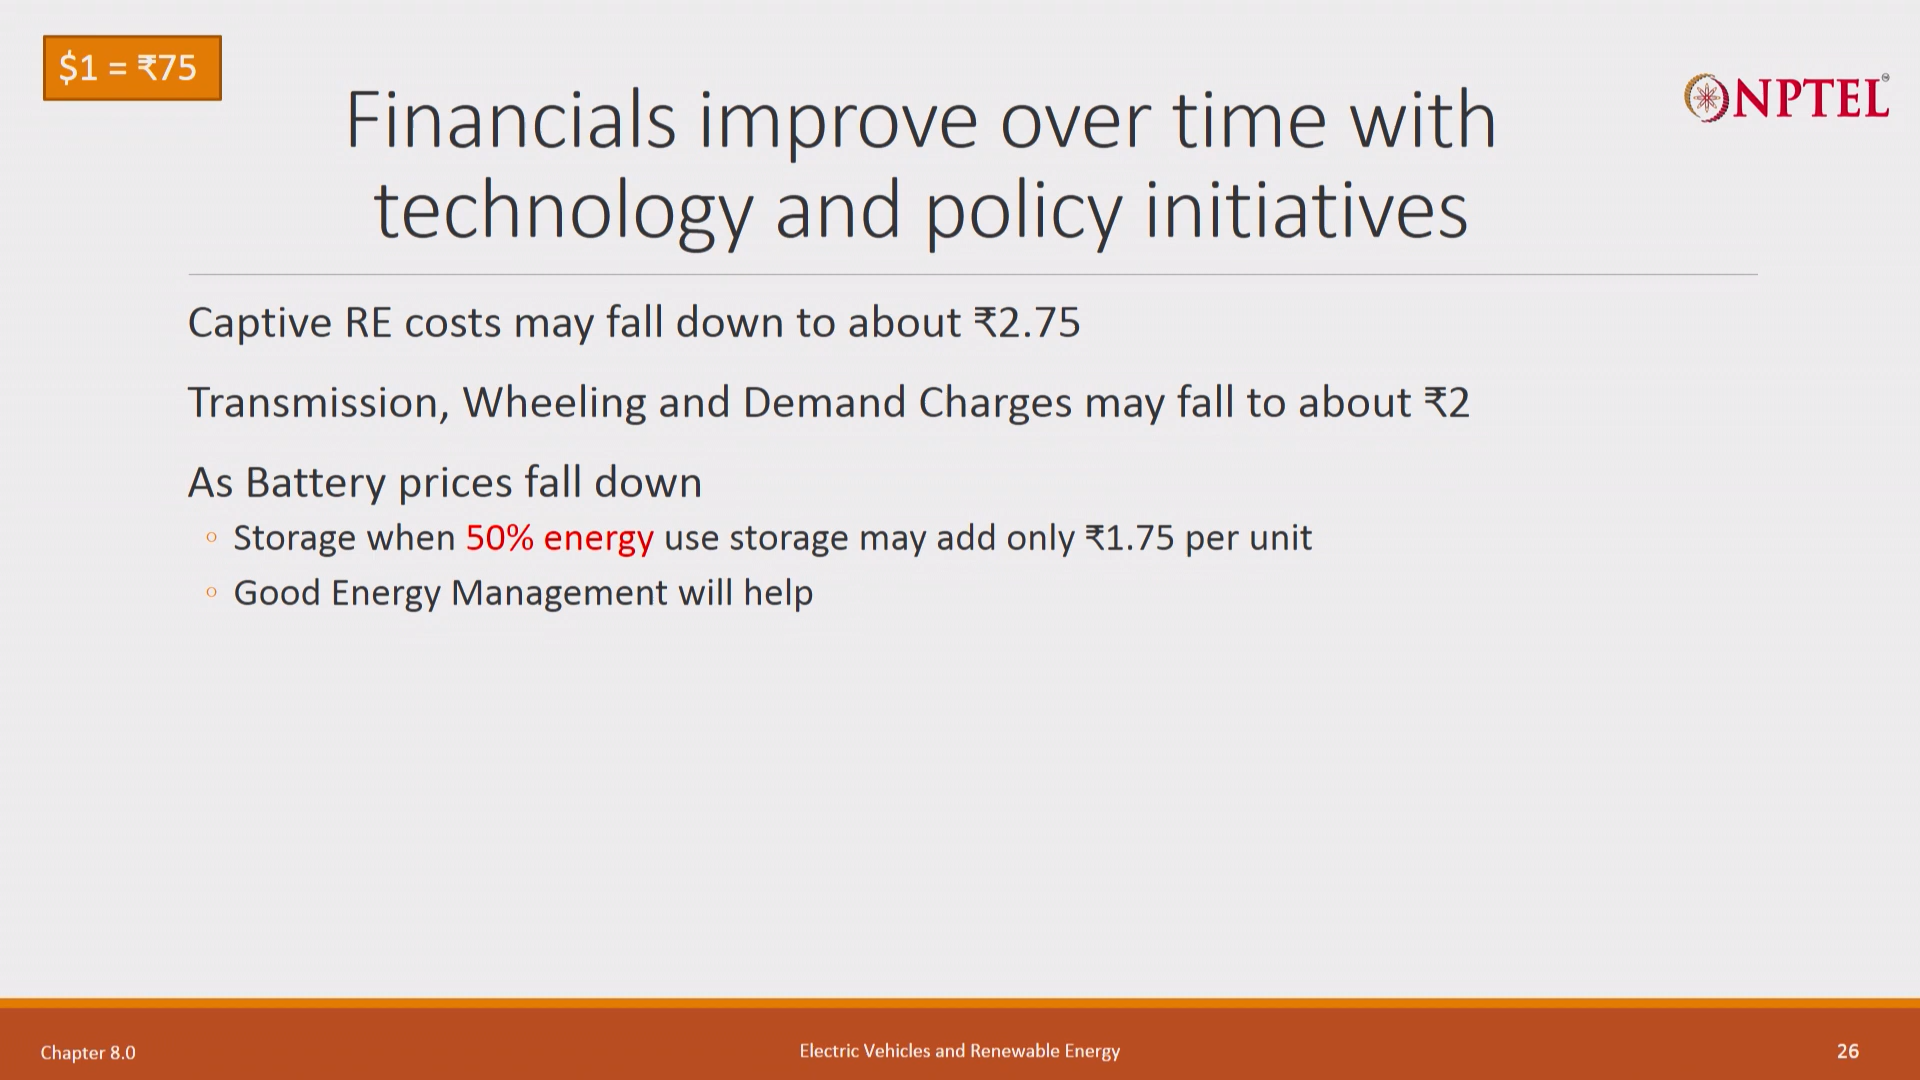 $1 = ₹75
NPTEL
Financials improve over time with
technology and policy initiatives
Captive RE costs may fall down to about ₹2.75
Transmission, Wheeling and Demand Charges may fall to about ₹2
As Battery prices fall down
◦ Storage when 50% energy use storage may add only ₹1.75 per unit
◦ Good Energy Management will help
Chapter 8.0
Electric Vehicles and Renewable Energy
26